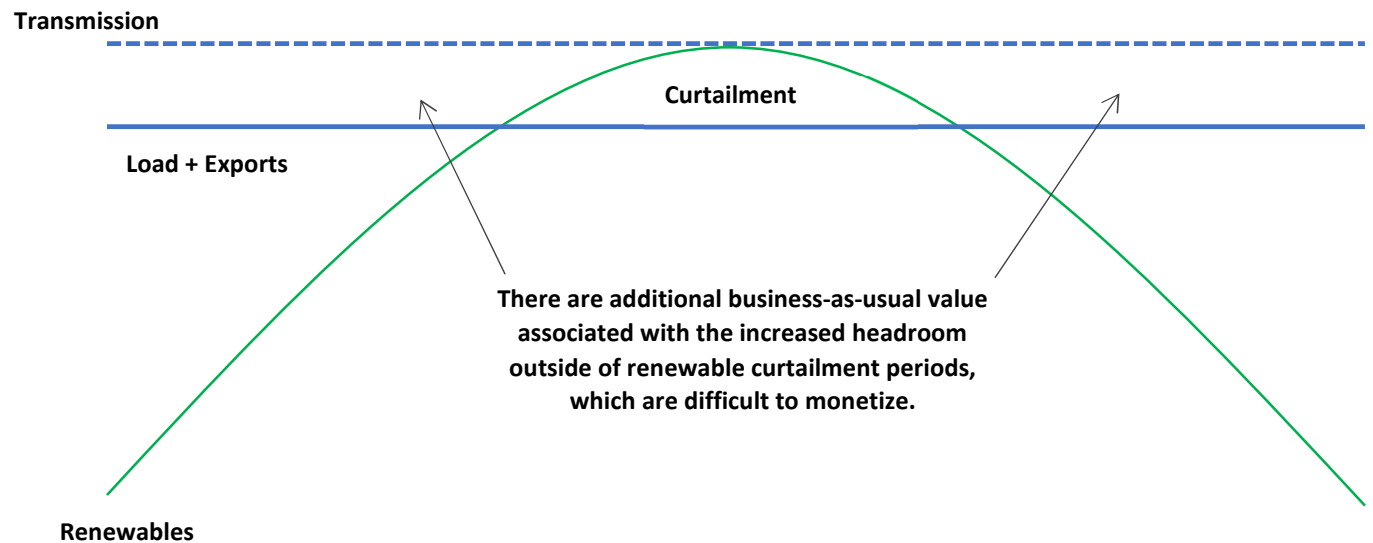 Transmission
Curtailment
Load + Exports
There are additional business-as-usual value
associated with the increased headroom
outside of renewable curtailment periods,
which are difficult to monetize.
Renewables